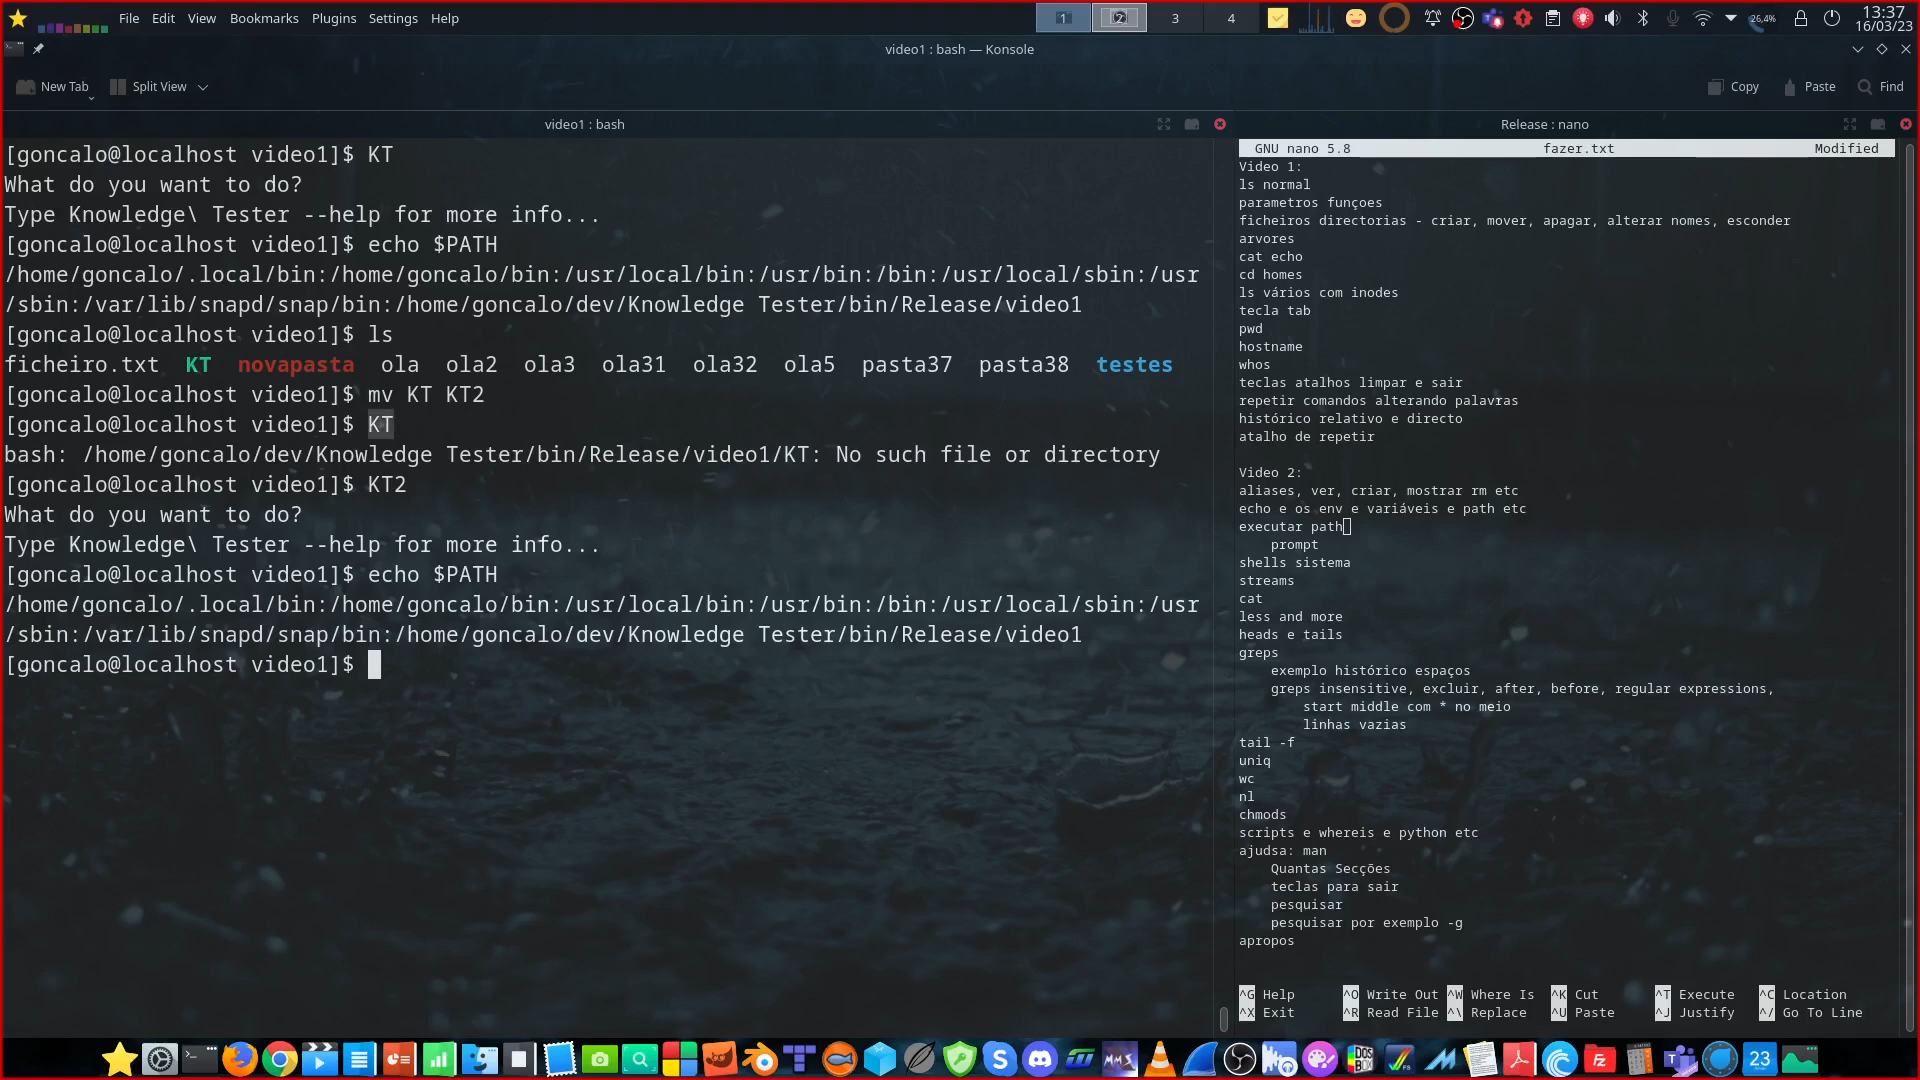 File Edit View Bookmarks Plugins Settings Help
1 2 3 4
26,4%
13:37
16/03/23
video1 : bash — Konsole
New Tab Split View
Copy Paste Find
video1 : bash
[goncalo@localhost video1]$ KT
What do you want to do?
Type Knowledge\ Tester --help for more info...
[goncalo@localhost video1]$ echo $PATH
/home/goncalo/.local/bin:/home/goncalo/bin:/usr/local/bin:/usr/bin:/bin:/usr/local/sbin:/usr
/sbin:/var/lib/snapd/snap/bin:/home/goncalo/dev/Knowledge Tester/bin/Release/video1
[goncalo@localhost video1]$ ls
ficheiro.txt KT novapasta ola ola2 ola3 ola31 ola32 ola5 pasta37 pasta38 testes
[goncalo@localhost video1]$ mv KT KT2
[goncalo@localhost video1]$ KT
bash: /home/goncalo/dev/Knowledge Tester/bin/Release/video1/KT: No such file or directory
[goncalo@localhost video1]$ KT2
What do you want to do?
Type Knowledge\ Tester --help for more info...
[goncalo@localhost video1]$ echo $PATH
/home/goncalo/.local/bin:/home/goncalo/bin:/usr/local/bin:/usr/bin:/bin:/usr/local/sbin:/usr
/sbin:/var/lib/snapd/snap/bin:/home/goncalo/dev/Knowledge Tester/bin/Release/video1
[goncalo@localhost video1]$
Release : nano
GNU nano 5.8 fazer.txt Modified
Video 1:
ls normal
parametros funçoes
ficheiros directorias - criar, mover, apagar, alterar nomes, esconder
arvores
cat echo
cd homes
ls vários com inodes
tecla tab
pwd
hostname
whos
teclas atalhos limpar e sair
repetir comandos alterando palavras
histórico relativo e directo
atalho de repetir
Video 2:
aliases, ver, criar, mostrar rm etc
echo e os env e variáveis e path etc
executar path
prompt
shells sistema
streams
cat
less and more
heads e tails
greps
exemplo histórico espaços
greps insensitive, excluir, after, before, regular expressions,
start middle com * no meio
linhas vazias
tail -f
uniq
wc
nl
chmods
scripts e whereis e python etc
ajudsa: man
Quantas Secções
teclas para sair
pesquisar
pesquisar por exemplo -g
apropos
^G Help ^O Write Out ^W Where Is ^K Cut ^T Execute ^C Location
^X Exit ^R Read File ^\ Replace ^U Paste ^J Justify ^/ Go To Line
23